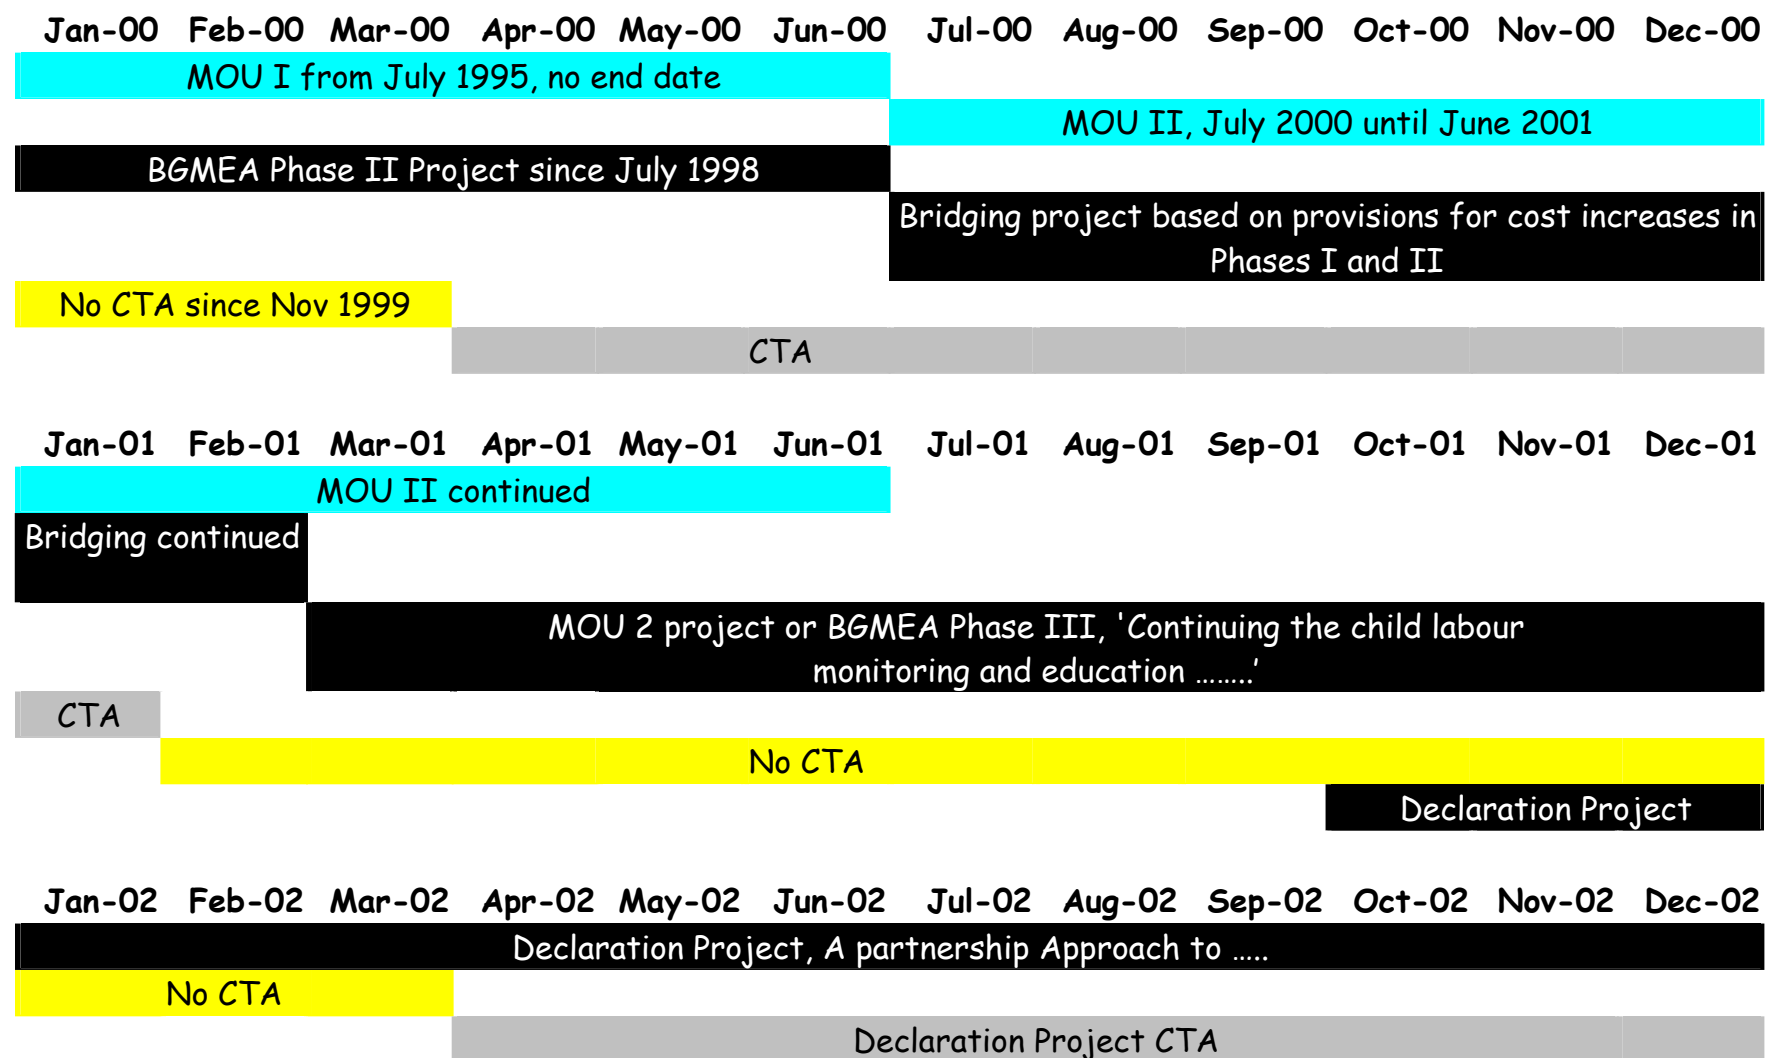 Jan-00 Feb-00 Mar-00 Apr-00 May-00 Jun-00 Jul-00 Aug-00 Sep-00 Oct-00 Nov-00 Dec-00
MOU I from July 1995, no end date
MOU II, July 2000 until June 2001
BGMEA Phase II Project since July 1998
Bridging project based on provisions for cost increases in
Phases I and II
No CTA since Nov 1999
CTA
Jan-01 Feb-01 Mar-01 Apr-01 May-01 Jun-01 Jul-01 Aug-01 Sep-01 Oct-01 Nov-01 Dec-01
MOU II continued
Bridging continued
MOU 2 project or BGMEA Phase III, 'Continuing the child labour
monitoring and education ……..’
CTA
No CTA
Declaration Project
Jan-02 Feb-02 Mar-02 Apr-02 May-02 Jun-02 Jul-02 Aug-02 Sep-02 Oct-02 Nov-02 Dec-02
Declaration Project, A partnership Approach to …..
No CTA
Declaration Project CTA